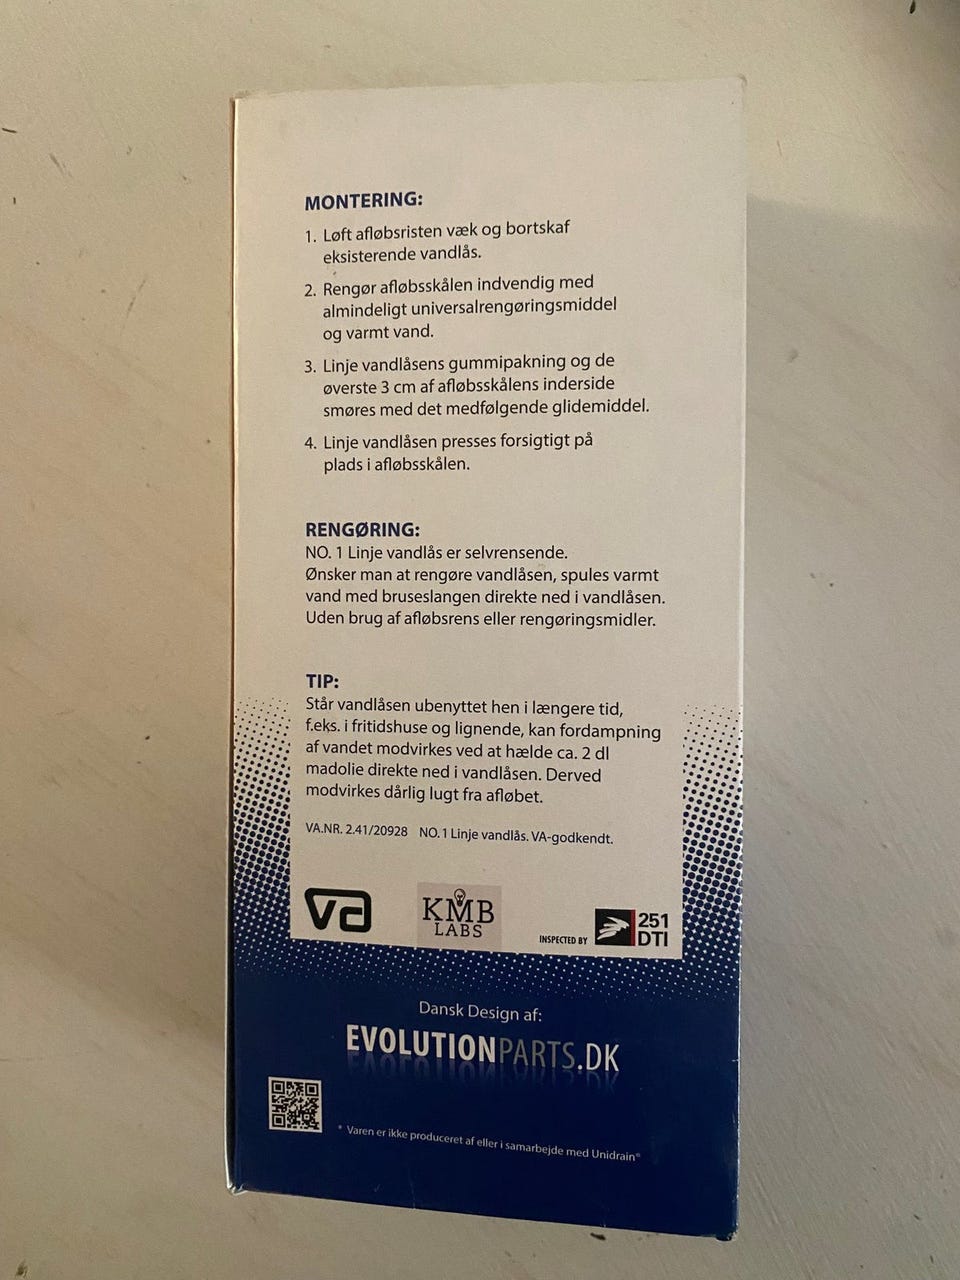 MONTERING:
1. Løft afløbsristen væk og bortskaf
eksisterende vandlås.
2. Rengør afløbsskålen indvendig med
almindeligt universalrengøringsmiddel
og varmt vand.
3. Linje vandlåsens gummipakning og de
øverste 3 cm af afløbsskålens inderside
smøres med det medfølgende glidemiddel.
4. Linje vandlåsen presses forsigtigt på
plads i afløbsskålen.
RENGØRING:
NO. 1 Linje vandlås er selvrensende.
Ønsker man at rengøre vandlåsen, spules varmt
vand med bruseslangen direkte ned i vandlåsen.
Uden brug af afløbsrens eller rengøringsmidler.
TIP:
Står vandlåsen ubenyttet hen i længere tid,
f.eks. i fritidshuse og lignende, kan fordampning
af vandet modvirkes ved at hælde ca. 2 dl
madolie direkte ned i vandlåsen. Derved
modvirkes dårlig lugt fra afløbet.
VA.NR. 2.41/20928 NO. 1 Linje vandlås. VA-godkendt.
va
KMB
LABS
INSPECTED BY
251
DTI
Dansk Design af:
EVOLUTIONPARTS.DK
* Varen er ikke produceret af eller i samarbejde med Unidrain®